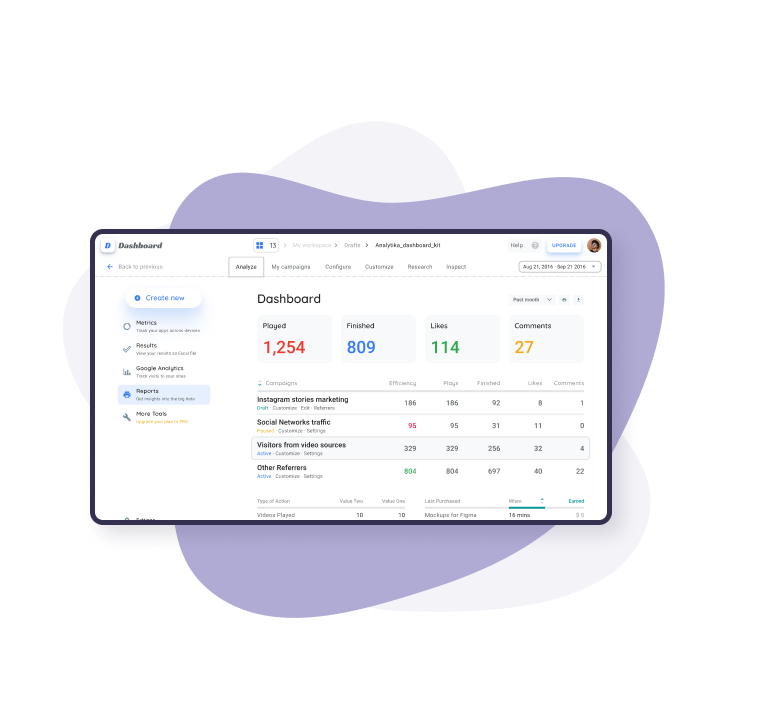 D Dashboard
13 My workspace Drafts Analytika_dashboard_kit
Help ? UPGRADE
Back to previous
Analyze My campaigns Configure Customize Research Inspect
Aug 21, 2016 - Sep 21 2016
Create new
Metrics
Track your apps across devices
Results
View your results as Excel file
Google Analytics
Track visits to your sites
Reports
Get insights into the big data
More Tools
Upgrade your plan to PRO
Dashboard
Past month
Played Finished Likes Comments
1,254 809 114 27
Campaigns Efficiency Plays Finished Likes Comments
Instagram stories marketing 186 186 92 8 1
Draft · Customize · Edit · Referrers
Social Networks traffic 95 95 31 11 0
Paused · Customize · Settings
Visitors from video sources 329 329 256 32 4
Active · Customize · Settings
Other Referrers 804 804 697 40 22
Active · Customize · Settings
Type of Action Value Two Value One Last Purchased When Earned
Videos Played 10 10 Mockups for Figma 16 mins $ 6